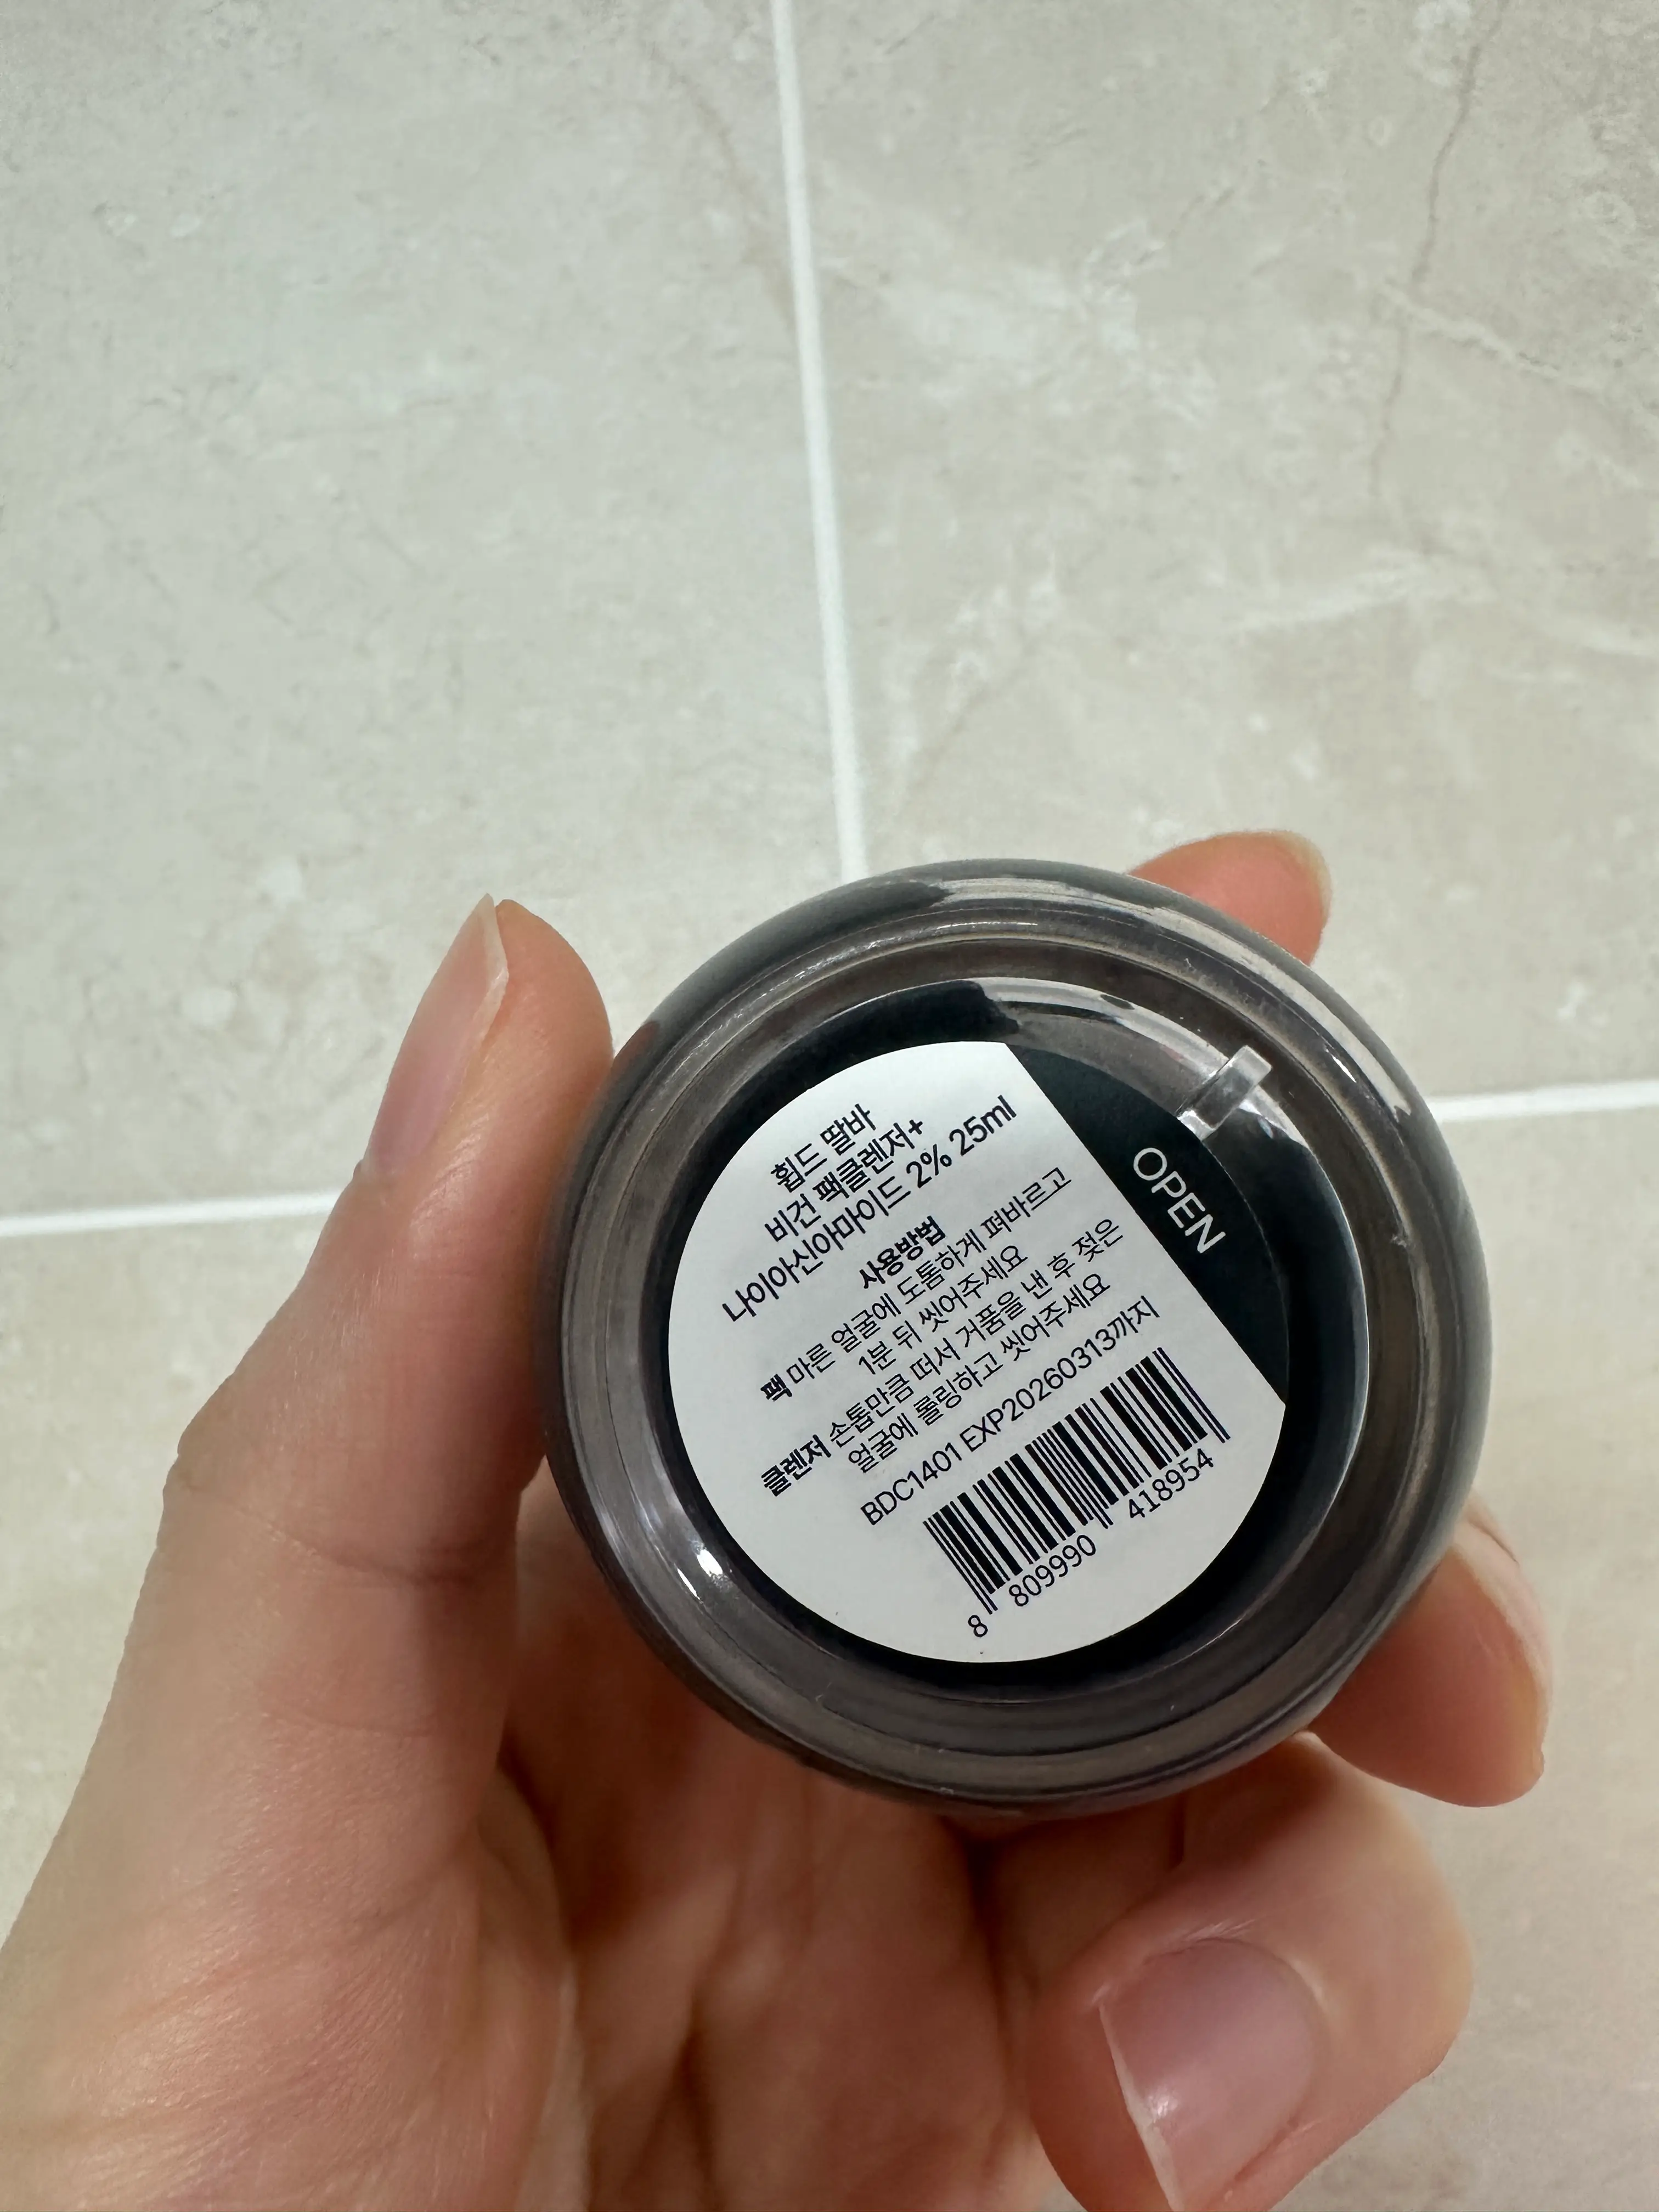 휩드 딸바
비건 팩클렌저+
나이아신아마이드 2% 25ml
사용방법
팩 마른 얼굴에 도톰하게 펴바르고
1분 뒤 씻어주세요
클렌저 손톱만큼 떠서 거품을 낸 후 젖은
얼굴에 롤링하고 씻어주세요
BDC1401 EXP20260313까지
8 809990 418954
OPEN